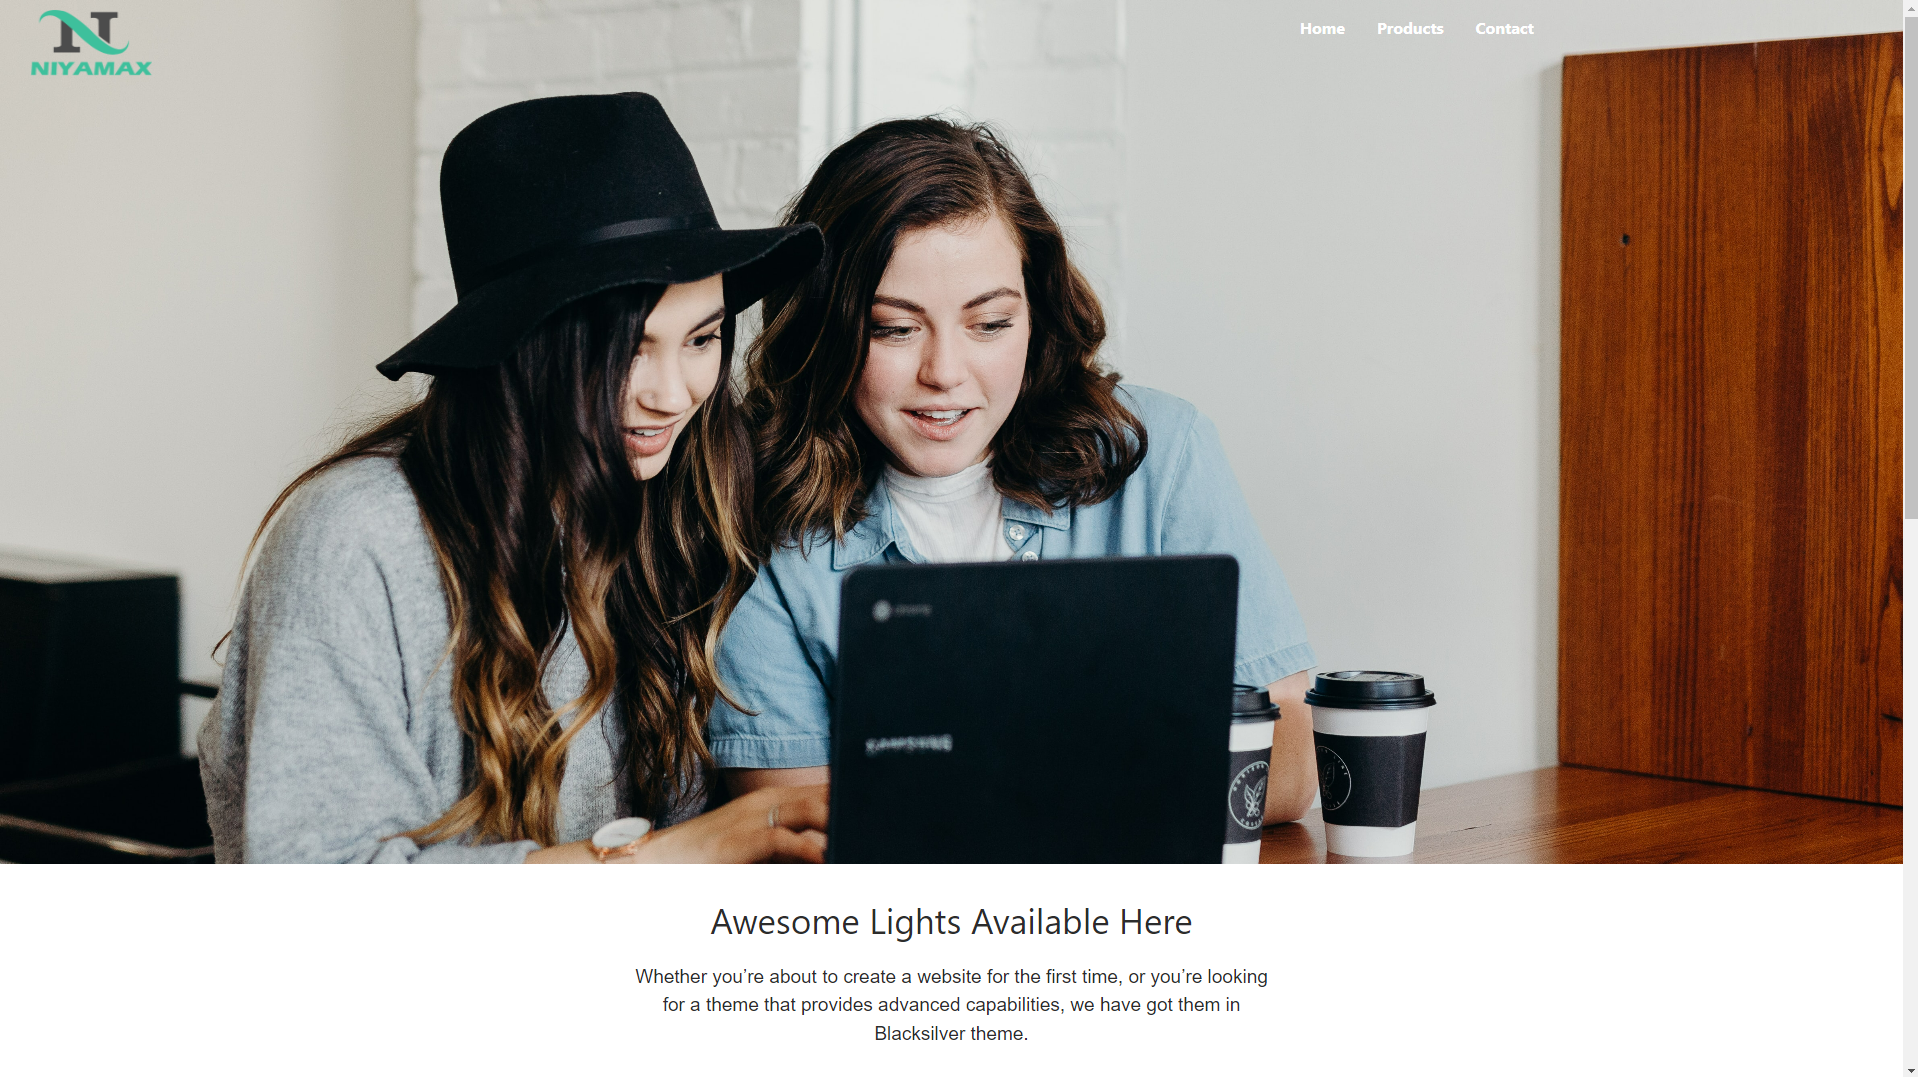 NIYAMAX
Home Products Contact
SAMSUNG
Awesome Lights Available Here
Whether you’re about to create a website for the first time, or you’re looking
for a theme that provides advanced capabilities, we have got them in
Blacksilver theme.